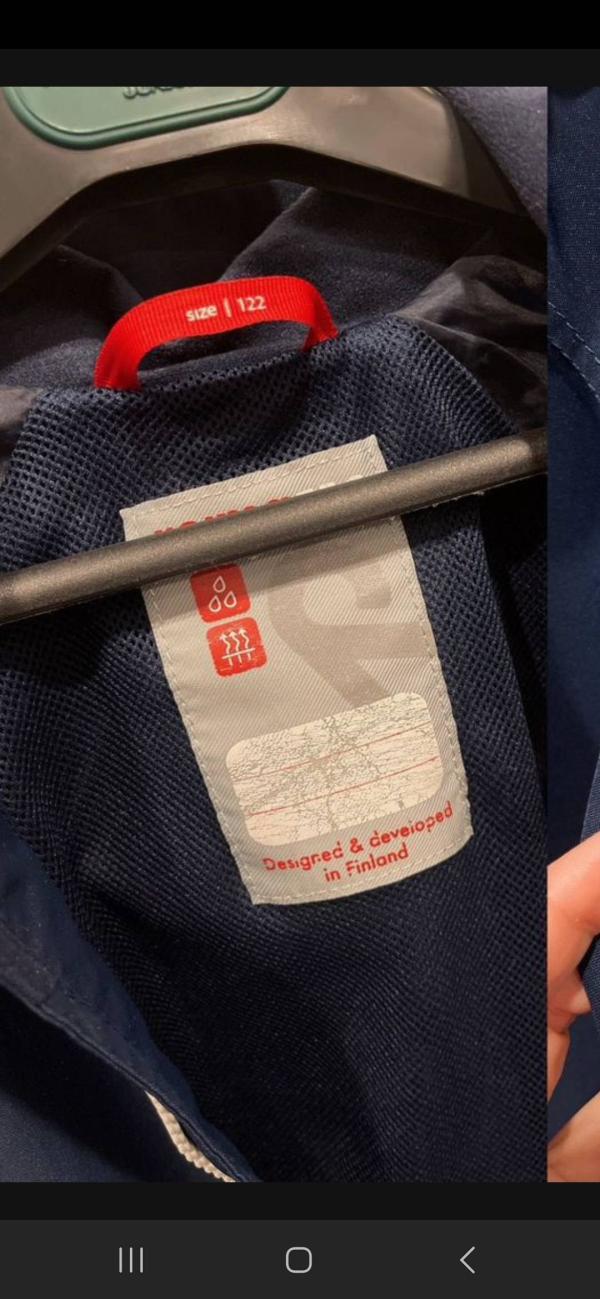 size | 122
Designed & developed
in Finland